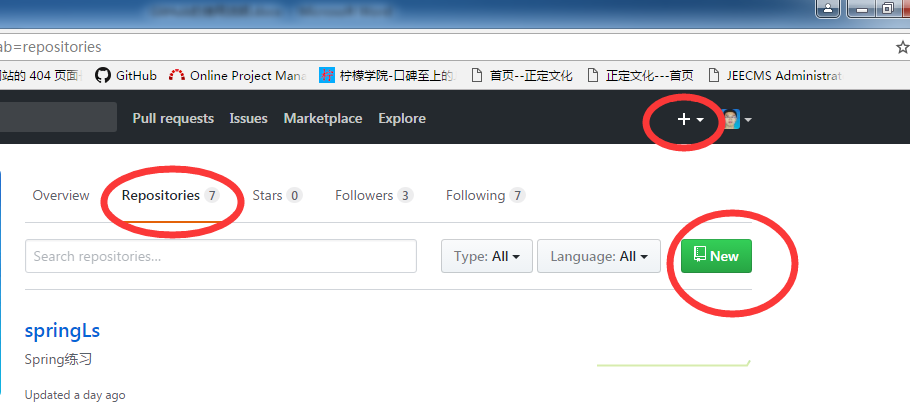 ab=repositories
网站的 404 页面 GitHub Online Project Mana 柠檬学院-口碑至上的 首页--正定文化 正定文化---首页 JEECMS Administrat
Pull requests Issues Marketplace Explore
Overview Repositories 7 Stars 0 Followers 3 Following 7
Search repositories... Type: All Language: All New
springLs
Spring练习
Updated a day ago